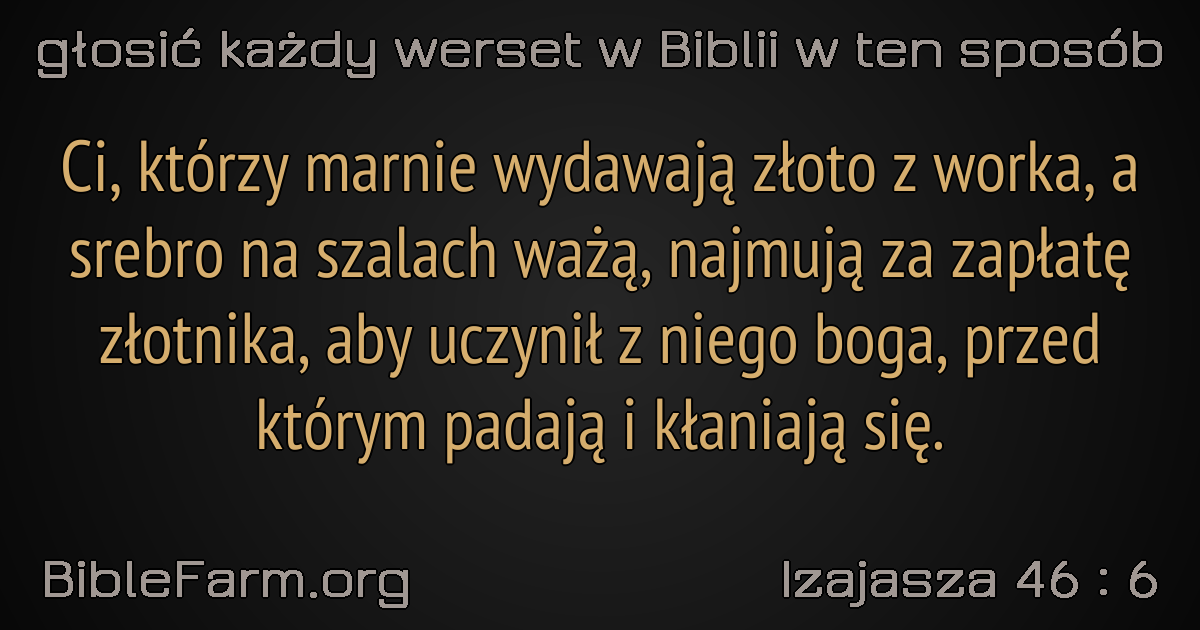 głosić każdy werset w Biblii w ten sposób
Ci, którzy marnie wydawają złoto z worka, a
srebro na szalach ważą, najmują za zapłatę
złotnika, aby uczynił z niego boga, przed
którym padają i kłaniają się.
BibleFarm.org
Izajasza 46 : 6